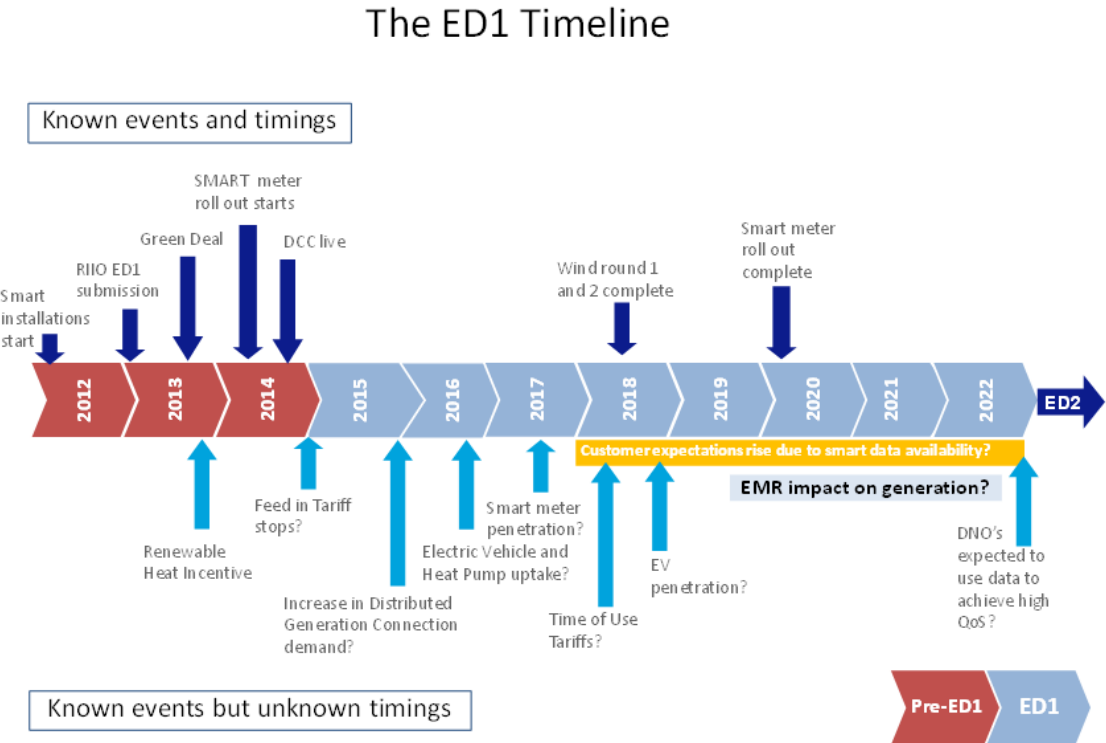 The ED1 Timeline
Known events and timings
SMART meter
roll out starts
Green Deal
DCC live
RIIO ED1
submission
Smart
installations
start
Wind round 1
and 2 complete
Smart meter
roll out
complete
2012
2013
2014
2015
2016
2017
2018
2019
2020
2021
2022
ED2
Customer expectations rise due to smart data availability?
EMR impact on generation?
Renewable
Heat Incentive
Feed in Tariff
stops?
Increase in Distributed
Generation Connection
demand?
Electric Vehicle and
Heat Pump uptake?
Smart meter
penetration?
Time of Use
Tariffs?
EV
penetration?
DNO's
expected to
use data to
achieve high
QoS?
Known events but unknown timings
Pre-ED1
ED1